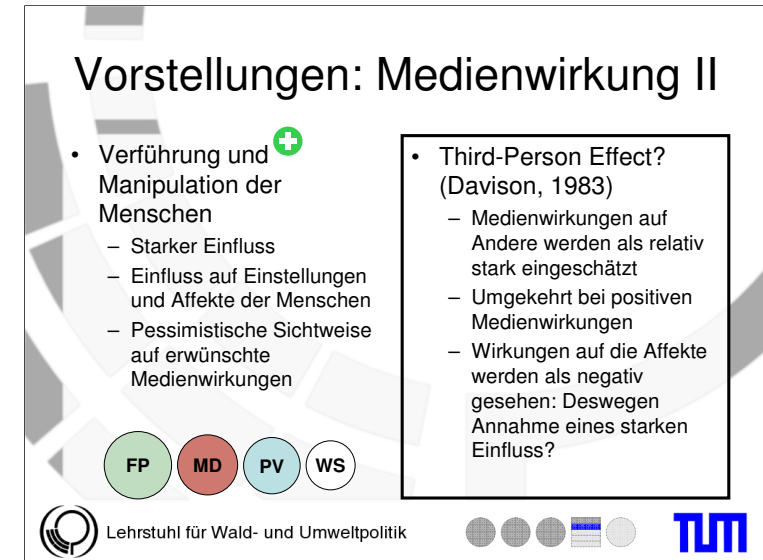 Vorstellungen: Medienwirkung II
• Verführung und
Manipulation der
Menschen
– Starker Einfluss
– Einfluss auf Einstellungen
und Affekte der Menschen
– Pessimistische Sichtweise
auf erwünschte
Medienwirkungen
• Third-Person Effect?
(Davison, 1983)
– Medienwirkungen auf
Andere werden als relativ
stark eingeschätzt
– Umgekehrt bei positiven
Medienwirkungen
– Wirkungen auf die Affekte
werden als negativ
gesehen: Deswegen
Annahme eines starken
Einfluss?
FP MD PV WS
Lehrstuhl für Wald- und Umweltpolitik
TUM